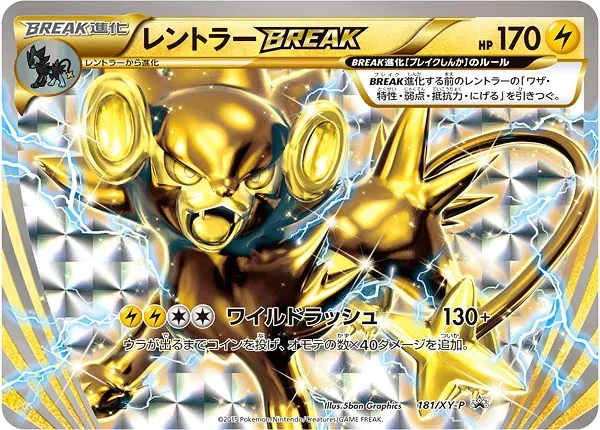 BREAK進化
レントラーBREAK
HP 170
レントラーから進化
BREAK進化【ブレイクしんか】のルール
BREAK進化する前のレントラーの「ワザ・
特性・弱点・抵抗力・にげる」を引きつぐ。
ワイルドラッシュ 130+
ウラが出るまでコインを投げ、オモテの数×40ダメージを追加。
Illus.5ban Graphics
181/XY-P
©2015 Pokémon/Nintendo/Creatures/GAME FREAK.